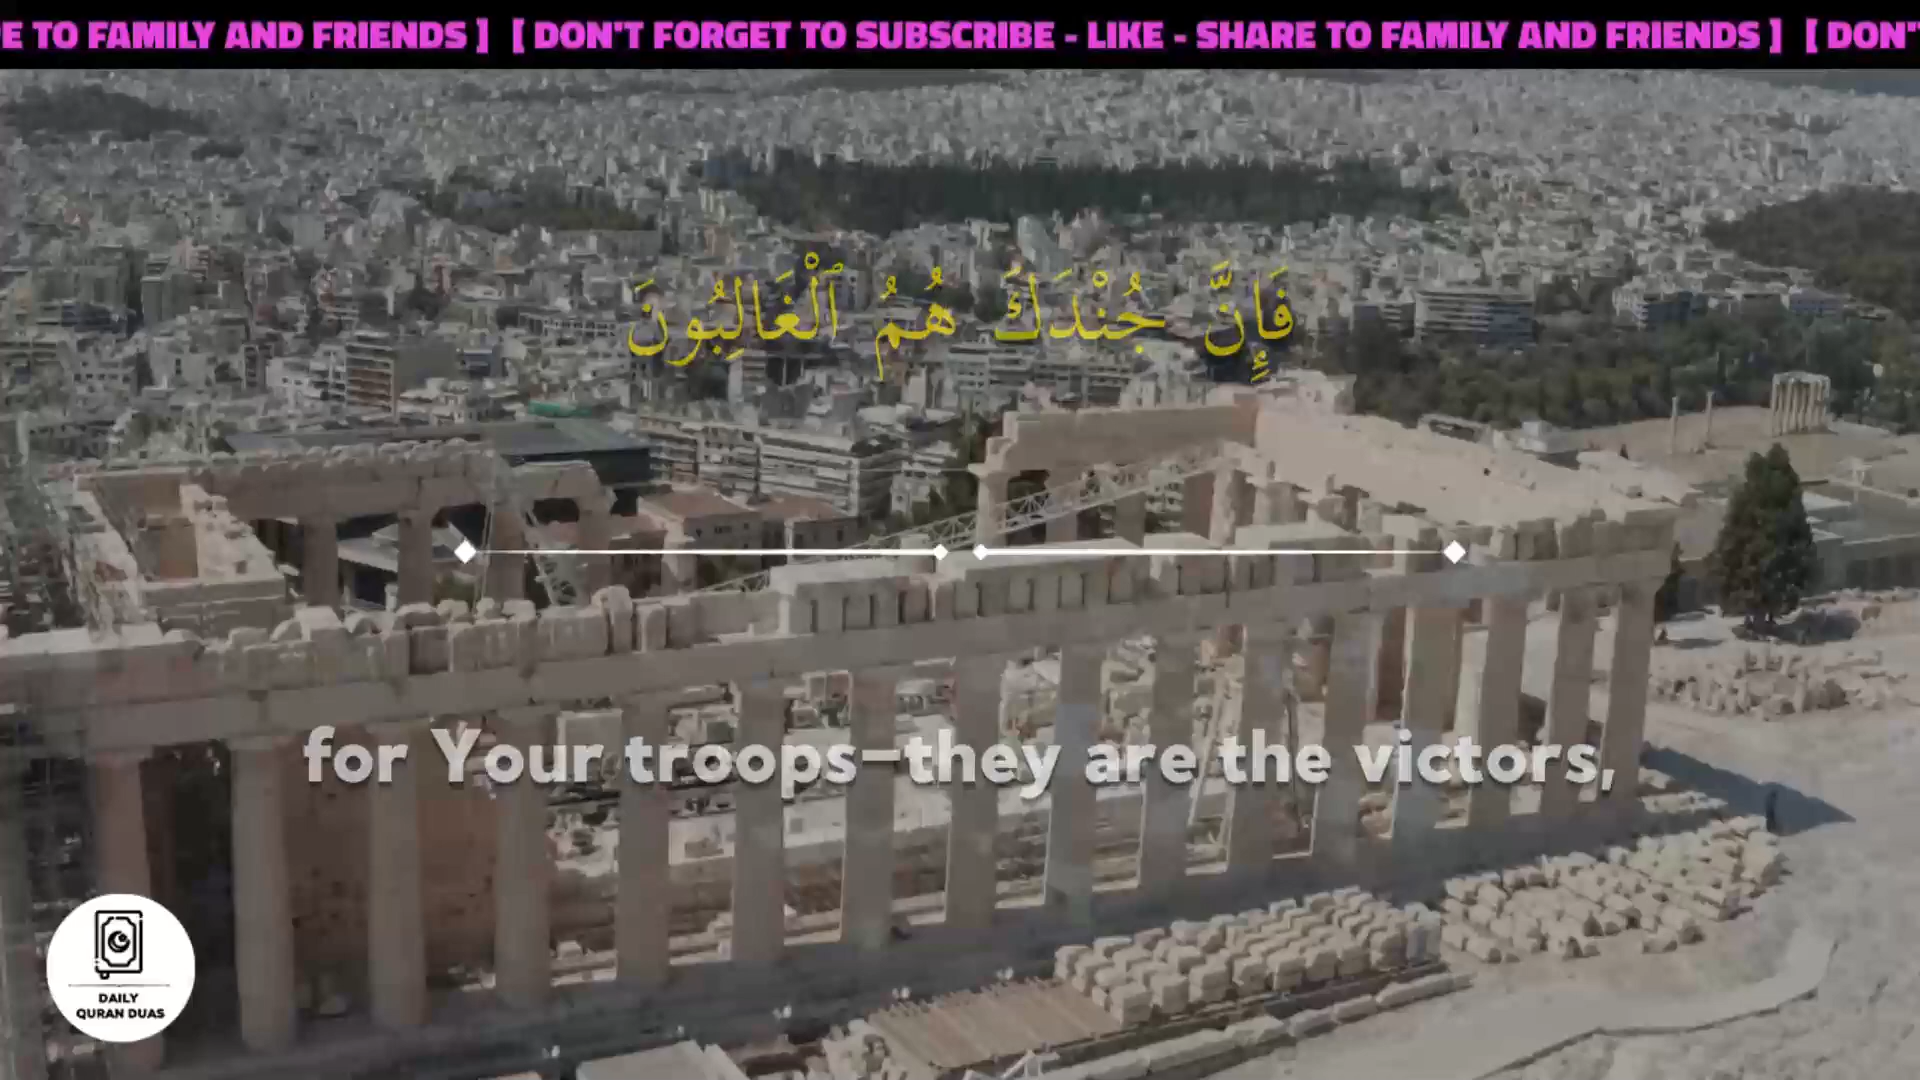 E TO FAMILY AND FRIENDS ] [ DON'T FORGET TO SUBSCRIBE - LIKE - SHARE TO FAMILY AND FRIENDS ] [ DON'
فَإِنَّ جُنْدَكَ هُمُ ٱلْغَالِبُونَ
for Your troops—they are the victors,
DAILY
QURAN DUAS